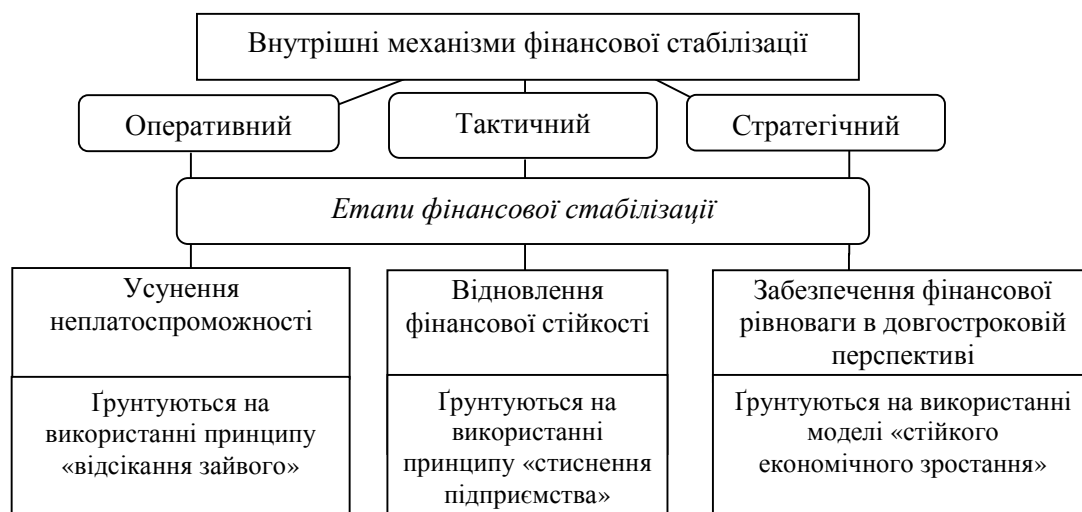 Внутрішні механізми фінансової стабілізації
Оперативний
Тактичний
Стратегічний
Етапи фінансової стабілізації
Усунення
неплатоспроможності
Відновлення
фінансової стійкості
Забезпечення фінансової
рівноваги в довгостроковій
перспективі
Ґрунтуються на
використанні принципу
«відсікання зайвого»
Ґрунтуються на
використанні
принципу «стиснення
підприємства»
Ґрунтуються на використанні
моделі «стійкого
економічного зростання»